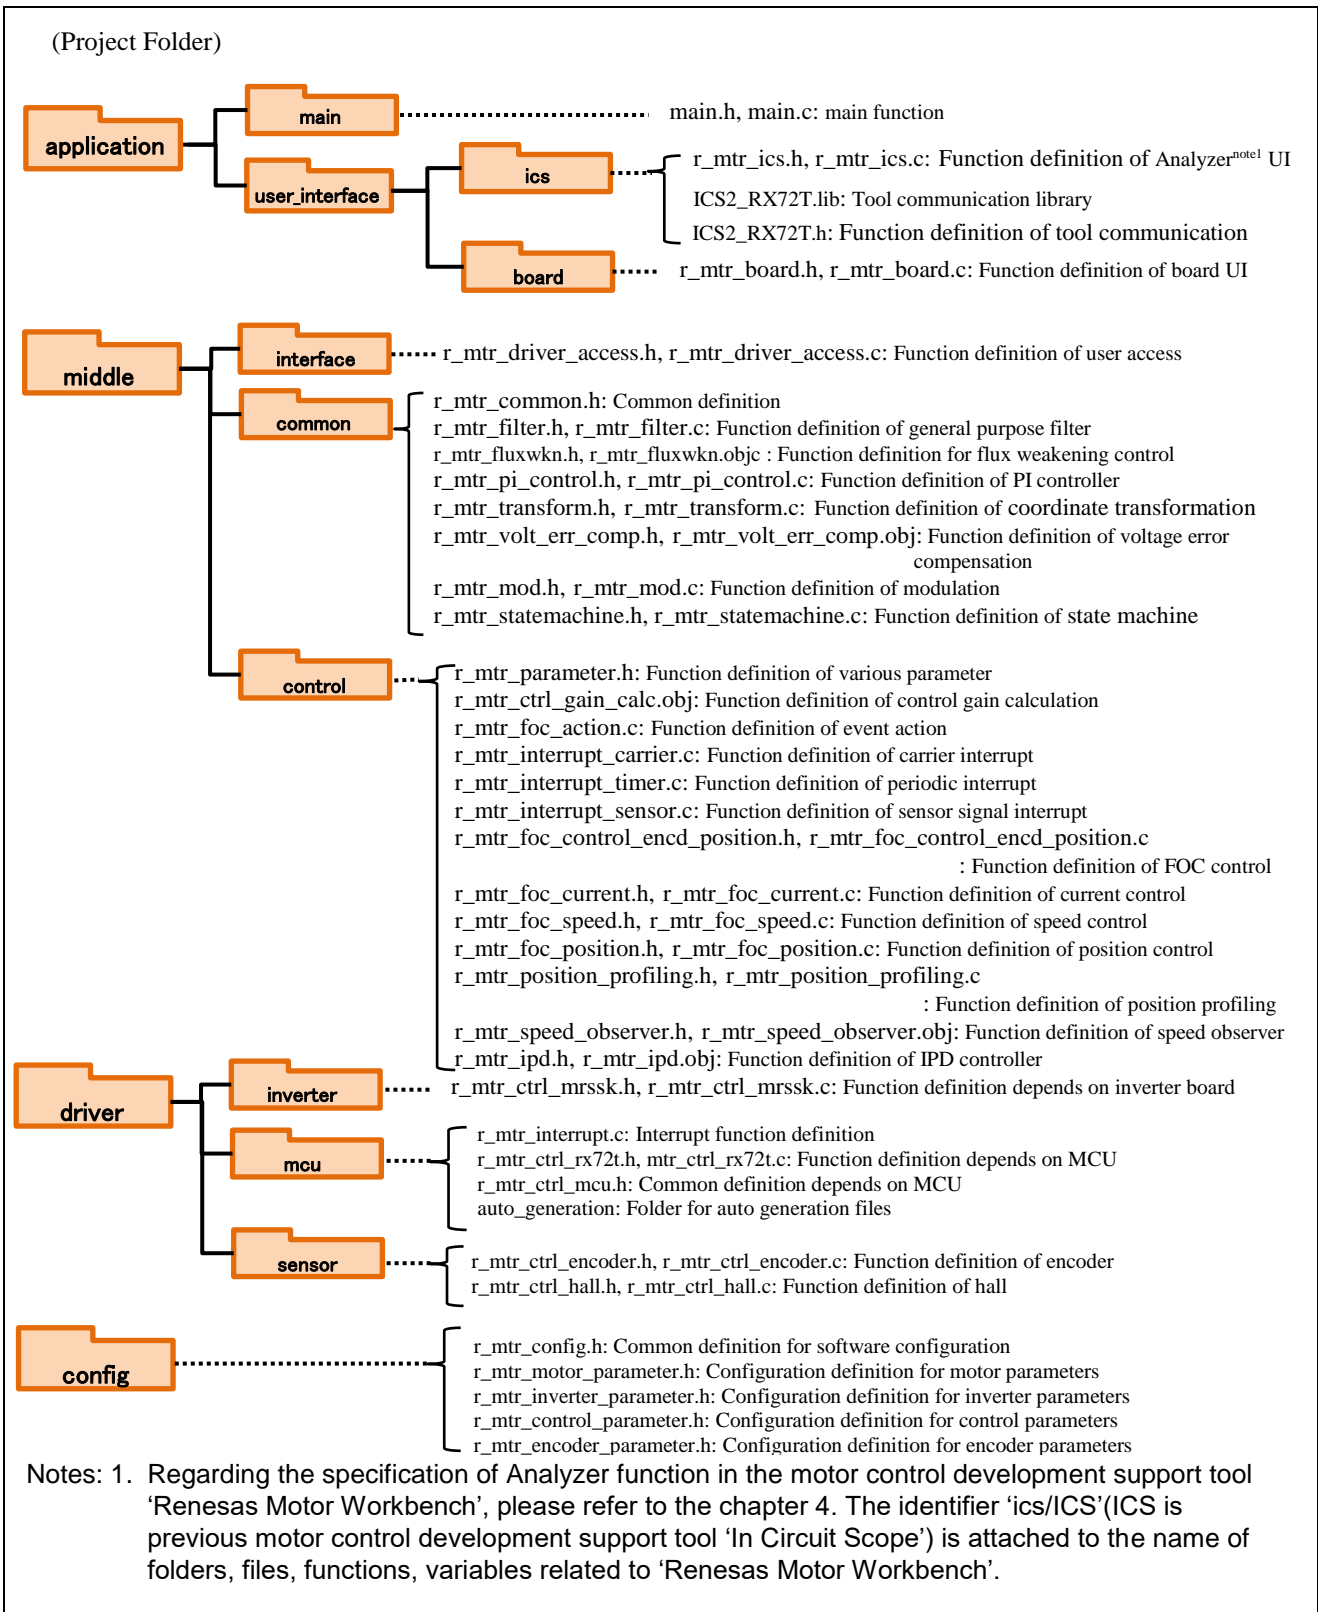 (Project Folder)
application
main
main.h, main.c: main function
user_interface
ics
r_mtr_ics.h, r_mtr_ics.c: Function definition of Analyzernote1 UI
ICS2_RX72T.lib: Tool communication library
ICS2_RX72T.h: Function definition of tool communication
board
r_mtr_board.h, r_mtr_board.c: Function definition of board UI
middle
interface
r_mtr_driver_access.h, r_mtr_driver_access.c: Function definition of user access
common
r_mtr_common.h: Common definition
r_mtr_filter.h, r_mtr_filter.c: Function definition of general purpose filter
r_mtr_fluxwkn.h, r_mtr_fluxwkn.objc : Function definition for flux weakening control
r_mtr_pi_control.h, r_mtr_pi_control.c: Function definition of PI controller
r_mtr_transform.h, r_mtr_transform.c: Function definition of coordinate transformation
r_mtr_volt_err_comp.h, r_mtr_volt_err_comp.obj: Function definition of voltage error
compensation
r_mtr_mod.h, r_mtr_mod.c: Function definition of modulation
r_mtr_statemachine.h, r_mtr_statemachine.c: Function definition of state machine
control
r_mtr_parameter.h: Function definition of various parameter
r_mtr_ctrl_gain_calc.obj: Function definition of control gain calculation
r_mtr_foc_action.c: Function definition of event action
r_mtr_interrupt_carrier.c: Function definition of carrier interrupt
r_mtr_interrupt_timer.c: Function definition of periodic interrupt
r_mtr_interrupt_sensor.c: Function definition of sensor signal interrupt
r_mtr_foc_control_encd_position.h, r_mtr_foc_control_encd_position.c
: Function definition of FOC control
r_mtr_foc_current.h, r_mtr_foc_current.c: Function definition of current control
r_mtr_foc_speed.h, r_mtr_foc_speed.c: Function definition of speed control
r_mtr_foc_position.h, r_mtr_foc_position.c: Function definition of position control
r_mtr_position_profiling.h, r_mtr_position_profiling.c
: Function definition of position profiling
r_mtr_speed_observer.h, r_mtr_speed_observer.obj: Function definition of speed observer
r_mtr_ipd.h, r_mtr_ipd.obj: Function definition of IPD controller
driver
inverter
r_mtr_ctrl_mrssk.h, r_mtr_ctrl_mrssk.c: Function definition depends on inverter board
mcu
r_mtr_interrupt.c: Interrupt function definition
r_mtr_ctrl_rx72t.h, mtr_ctrl_rx72t.c: Function definition depends on MCU
r_mtr_ctrl_mcu.h: Common definition depends on MCU
auto_generation: Folder for auto generation files
sensor
r_mtr_ctrl_encoder.h, r_mtr_ctrl_encoder.c: Function definition of encoder
r_mtr_ctrl_hall.h, r_mtr_ctrl_hall.c: Function definition of hall
config
r_mtr_config.h: Common definition for software configuration
r_mtr_motor_parameter.h: Configuration definition for motor parameters
r_mtr_inverter_parameter.h: Configuration definition for inverter parameters
r_mtr_control_parameter.h: Configuration definition for control parameters
r_mtr_encoder_parameter.h: Configuration definition for encoder parameters
Notes: 1. Regarding the specification of Analyzer function in the motor control development support tool
‘Renesas Motor Workbench’, please refer to the chapter 4. The identifier ‘ics/ICS’(ICS is
previous motor control development support tool ‘In Circuit Scope’) is attached to the name of
folders, files, functions, variables related to ‘Renesas Motor Workbench’.